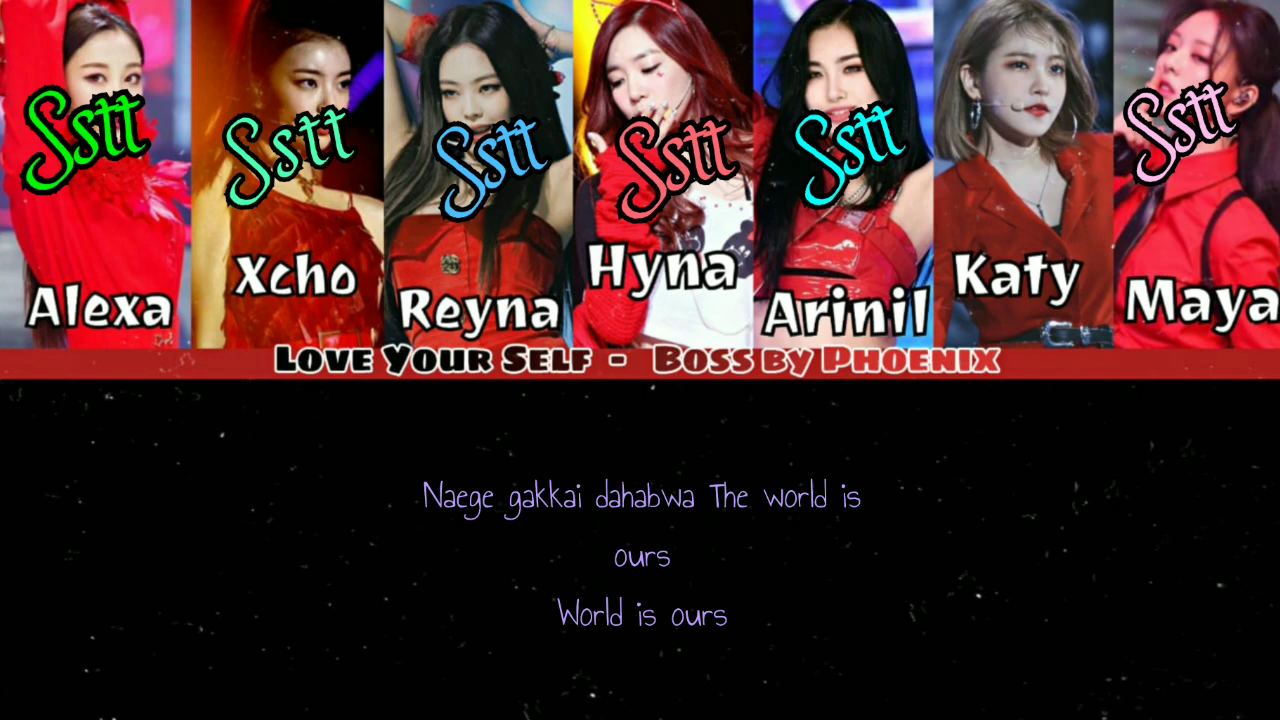 Sstt Sstt Sstt Sstt Sstt Sstt
Alexa Xcho Reyna Hyna Arinil Katy Maya
Love Your Self - Boss by Phoenix
Naege gakkai dahabwa The world is
ours
World is ours